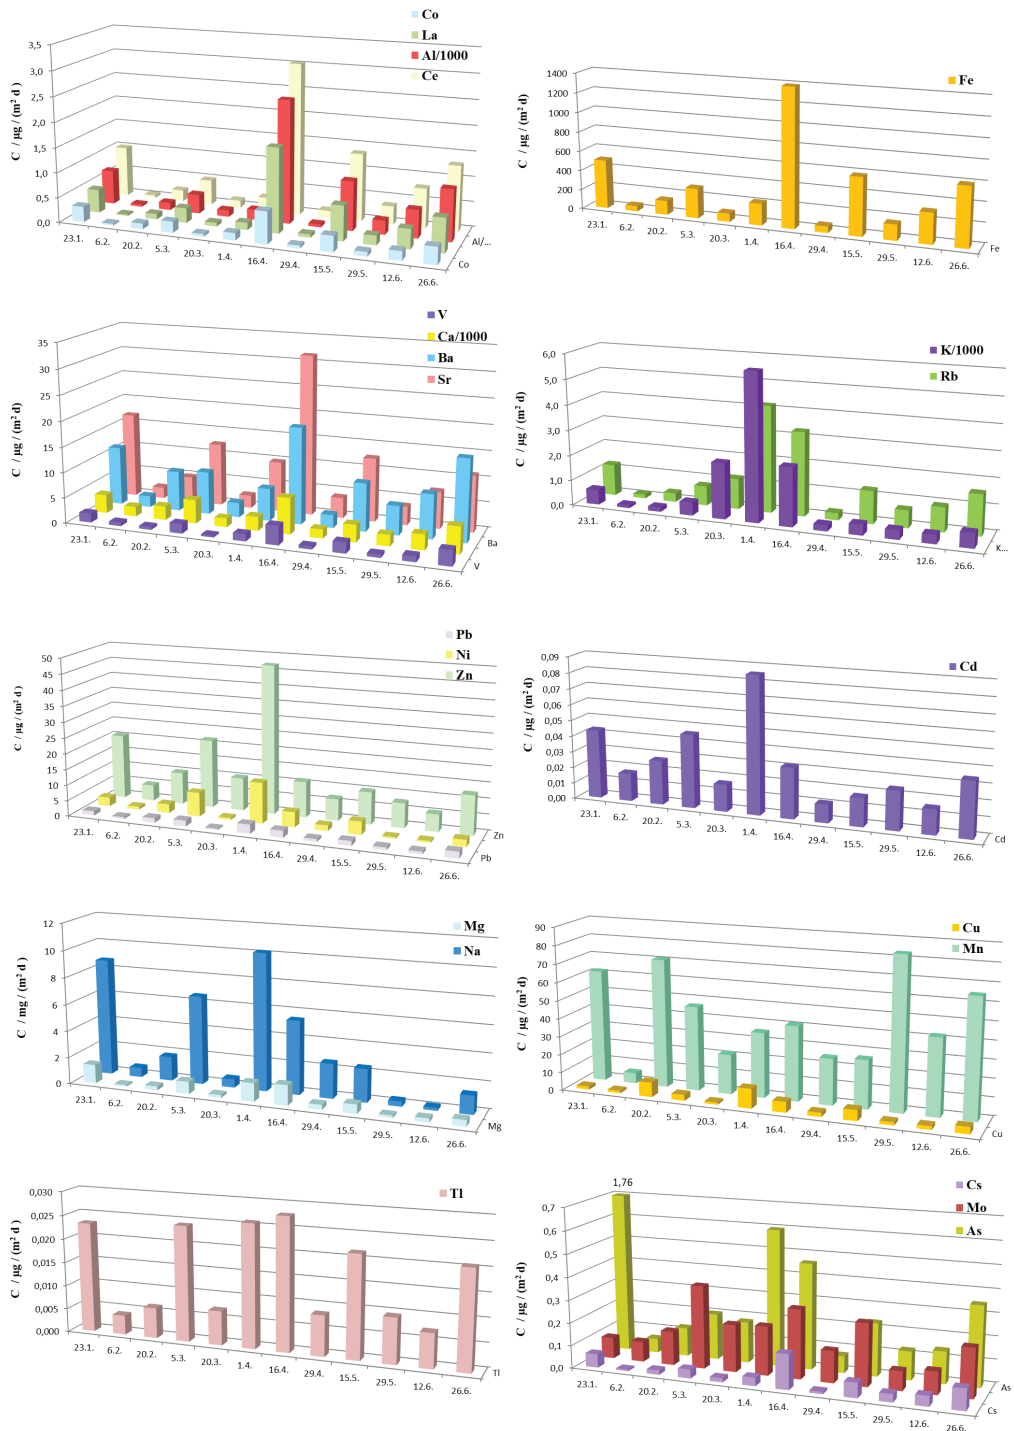 Co
La
Al/1000
Ce
C / µg / (m² d)
3,5
3,0
2,5
2,0
1,5
1,0
0,5
0,0
23.1. 6.2. 20.2. 5.3. 20.3. 1.4. 16.4. 29.4. 15.5. 29.5. 12.6. 26.6.
Al/...
Co
Fe
C / µg / (m² d)
1400
1200
1000
800
600
400
200
0
23.1. 6.2. 20.2. 5.3. 20.3. 1.4. 16.4. 29.4. 15.5. 29.5. 12.6. 26.6.
Fe
V
Ca/1000
Ba
Sr
C / µg / (m² d)
35
30
25
20
15
10
5
0
23.1. 6.2. 20.2. 5.3. 20.3. 1.4. 16.4. 29.4. 15.5. 29.5. 12.6. 26.6.
Ba
V
K/1000
Rb
C / µg / (m² d)
6,0
5,0
4,0
3,0
2,0
1,0
0,0
23.1. 6.2. 20.2. 5.3. 20.3. 1.4. 16.4. 29.4. 15.5. 29.5. 12.6. 26.6.
K...
Pb
Ni
Zn
C / µg / (m² d)
50
45
40
35
30
25
20
15
10
5
0
23.1. 6.2. 20.2. 5.3. 20.3. 1.4. 16.4. 29.4. 15.5. 29.5. 12.6. 26.6.
Zn
Pb
Cd
C / µg / (m² d)
0,09
0,08
0,07
0,06
0,05
0,04
0,03
0,02
0,01
0,00
23.1. 6.2. 20.2. 5.3. 20.3. 1.4. 16.4. 29.4. 15.5. 29.5. 12.6. 26.6.
Cd
Mg
Na
C / mg / (m² d)
12
10
8
6
4
2
0
23.1. 6.2. 20.2. 5.3. 20.3. 1.4. 16.4. 29.4. 15.5. 29.5. 12.6. 26.6.
Mg
Cu
Mn
C / µg / (m² d)
90
80
70
60
50
40
30
20
10
0
23.1. 6.2. 20.2. 5.3. 20.3. 1.4. 16.4. 29.4. 15.5. 29.5. 12.6. 26.6.
Cu
Tl
C / µg / (m² d)
0,030
0,025
0,020
0,015
0,010
0,005
0,000
23.1. 6.2. 20.2. 5.3. 20.3. 1.4. 16.4. 29.4. 15.5. 29.5. 12.6. 26.6.
Tl
1,76
Cs
Mo
As
C / µg / (m² d)
0,7
0,6
0,5
0,4
0,3
0,2
0,1
0,0
23.1. 6.2. 20.2. 5.3. 20.3. 1.4. 16.4. 29.4. 15.5. 29.5. 12.6. 26.6.
As
Cs